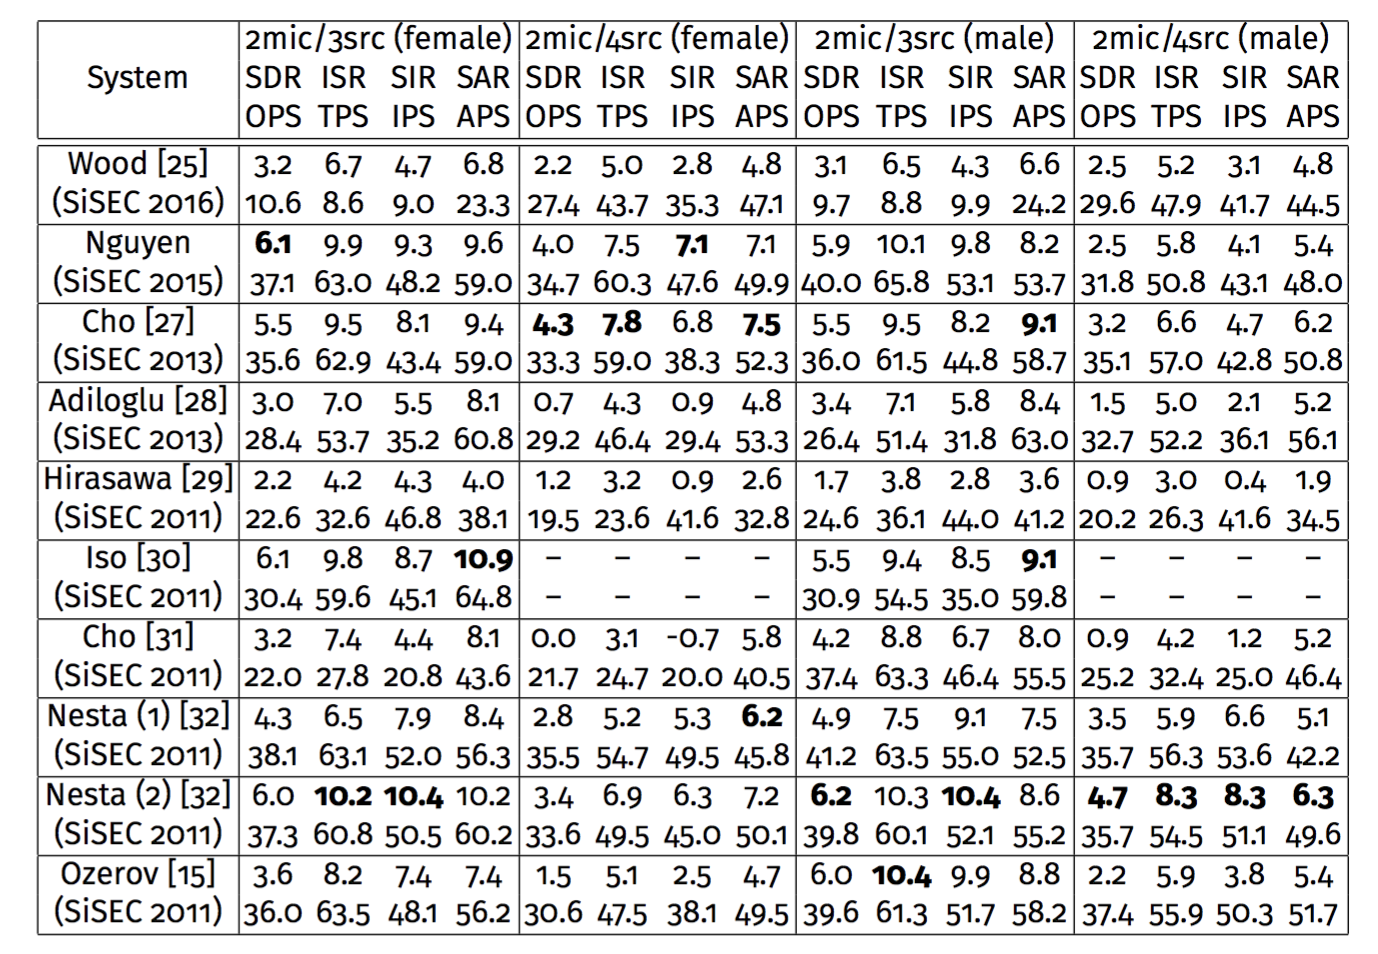 2mic/3src (female) 2mic/4src (female) 2mic/3src (male) 2mic/4src (male)
System SDR ISR SIR SAR SDR ISR SIR SAR SDR ISR SIR SAR SDR ISR SIR SAR
OPS TPS IPS APS OPS TPS IPS APS OPS TPS IPS APS OPS TPS IPS APS
Wood [25] 3.2 6.7 4.7 6.8 2.2 5.0 2.8 4.8 3.1 6.5 4.3 6.6 2.5 5.2 3.1 4.8
(SiSEC 2016) 10.6 8.6 9.0 23.3 27.4 43.7 35.3 47.1 9.7 8.8 9.9 24.2 29.6 47.9 41.7 44.5
Nguyen 6.1 9.9 9.3 9.6 4.0 7.5 7.1 7.1 5.9 10.1 9.8 8.2 2.5 5.8 4.1 5.4
(SiSEC 2015) 37.1 63.0 48.2 59.0 34.7 60.3 47.6 49.9 40.0 65.8 53.1 53.7 31.8 50.8 43.1 48.0
Cho [27] 5.5 9.5 8.1 9.4 4.3 7.8 6.8 7.5 5.5 9.5 8.2 9.1 3.2 6.6 4.7 6.2
(SiSEC 2013) 35.6 62.9 43.4 59.0 33.3 59.0 38.3 52.3 36.0 61.5 44.8 58.7 35.1 57.0 42.8 50.8
Adiloglu [28] 3.0 7.0 5.5 8.1 0.7 4.3 0.9 4.8 3.4 7.1 5.8 8.4 1.5 5.0 2.1 5.2
(SiSEC 2013) 28.4 53.7 35.2 60.8 29.2 46.4 29.4 53.3 26.4 51.4 31.8 63.0 32.7 52.2 36.1 56.1
Hirasawa [29] 2.2 4.2 4.3 4.0 1.2 3.2 0.9 2.6 1.7 3.8 2.8 3.6 0.9 3.0 0.4 1.9
(SiSEC 2011) 22.6 32.6 46.8 38.1 19.5 23.6 41.6 32.8 24.6 36.1 44.0 41.2 20.2 26.3 41.6 34.5
Iso [30] 6.1 9.8 8.7 10.9 – – – – 5.5 9.4 8.5 9.1 – – – –
(SiSEC 2011) 30.4 59.6 45.1 64.8 – – – – 30.9 54.5 35.0 59.8 – – – –
Cho [31] 3.2 7.4 4.4 8.1 0.0 3.1 -0.7 5.8 4.2 8.8 6.7 8.0 0.9 4.2 1.2 5.2
(SiSEC 2011) 22.0 27.8 20.8 43.6 21.7 24.7 20.0 40.5 37.4 63.3 46.4 55.5 25.2 32.4 25.0 46.4
Nesta (1) [32] 4.3 6.5 7.9 8.4 2.8 5.2 5.3 6.2 4.9 7.5 9.1 7.5 3.5 5.9 6.6 5.1
(SiSEC 2011) 38.1 63.1 52.0 56.3 35.5 54.7 49.5 45.8 41.2 63.5 55.0 52.5 35.7 56.3 53.6 42.2
Nesta (2) [32] 6.0 10.2 10.4 10.2 3.4 6.9 6.3 7.2 6.2 10.3 10.4 8.6 4.7 8.3 8.3 6.3
(SiSEC 2011) 37.3 60.8 50.5 60.2 33.6 49.5 45.0 50.1 39.8 60.1 52.1 55.2 35.7 54.5 51.1 49.6
Ozerov [15] 3.6 8.2 7.4 7.4 1.5 5.1 2.5 4.7 6.0 10.4 9.9 8.8 2.2 5.9 3.8 5.4
(SiSEC 2011) 36.0 63.5 48.1 56.2 30.6 47.5 38.1 49.5 39.6 61.3 51.7 58.2 37.4 55.9 50.3 51.7